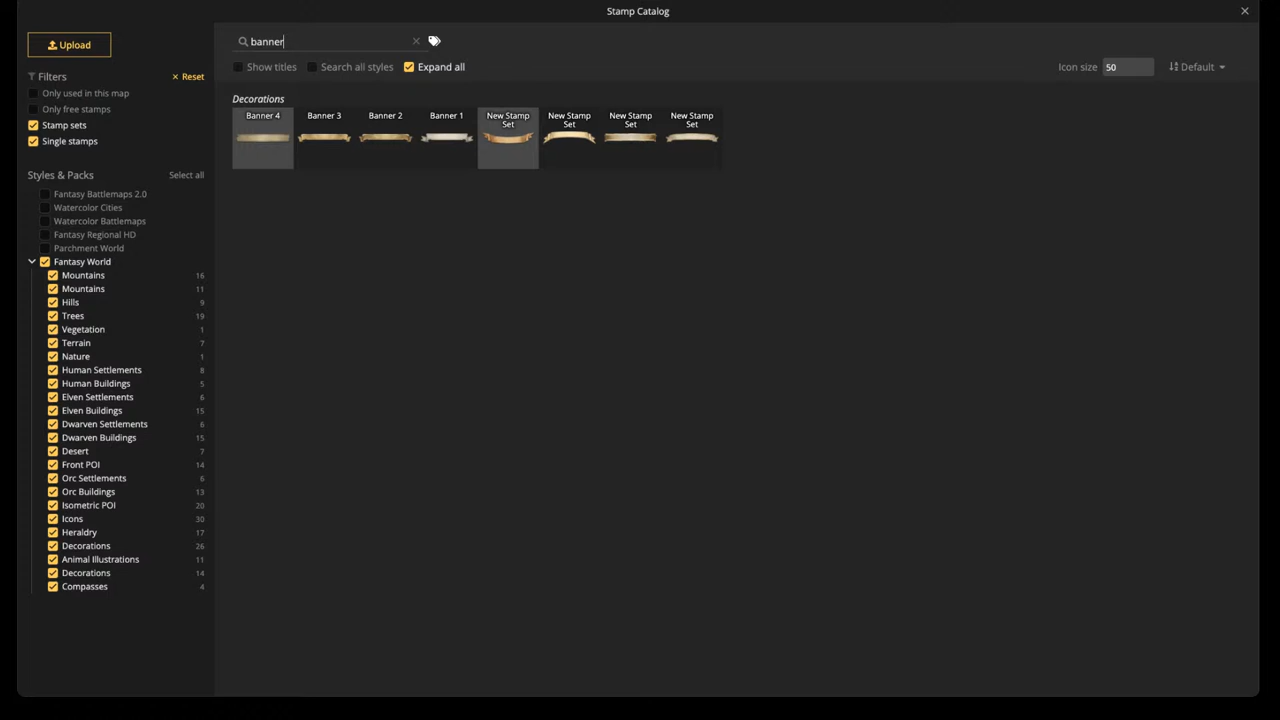 Stamp Catalog
Upload
banner
Filters
Reset
Show titles
Search all styles
Expand all
Icon size
50
Default
Only used in this map
Only free stamps
Stamp sets
Single stamps
Decorations
Banner 4
Banner 3
Banner 2
Banner 1
New Stamp
Set
New Stamp
Set
New Stamp
Set
New Stamp
Set
Styles & Packs
Select all
Fantasy Battlemaps 2.0
Watercolor Cities
Watercolor Battlemaps
Fantasy Regional HD
Parchment World
Fantasy World
Mountains 16
Mountains 11
Hills 9
Trees 19
Vegetation 1
Terrain 7
Nature 1
Human Settlements 8
Human Buildings 5
Elven Settlements 6
Elven Buildings 15
Dwarven Settlements 6
Dwarven Buildings 15
Desert 7
Front POI 14
Orc Settlements 6
Orc Buildings 13
Isometric POI 20
Icons 30
Heraldry 17
Decorations 26
Animal Illustrations 11
Decorations 14
Compasses 4